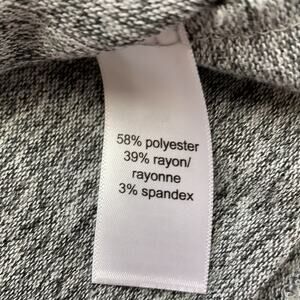 58% polyester
39% rayon/
rayonne
3% spandex